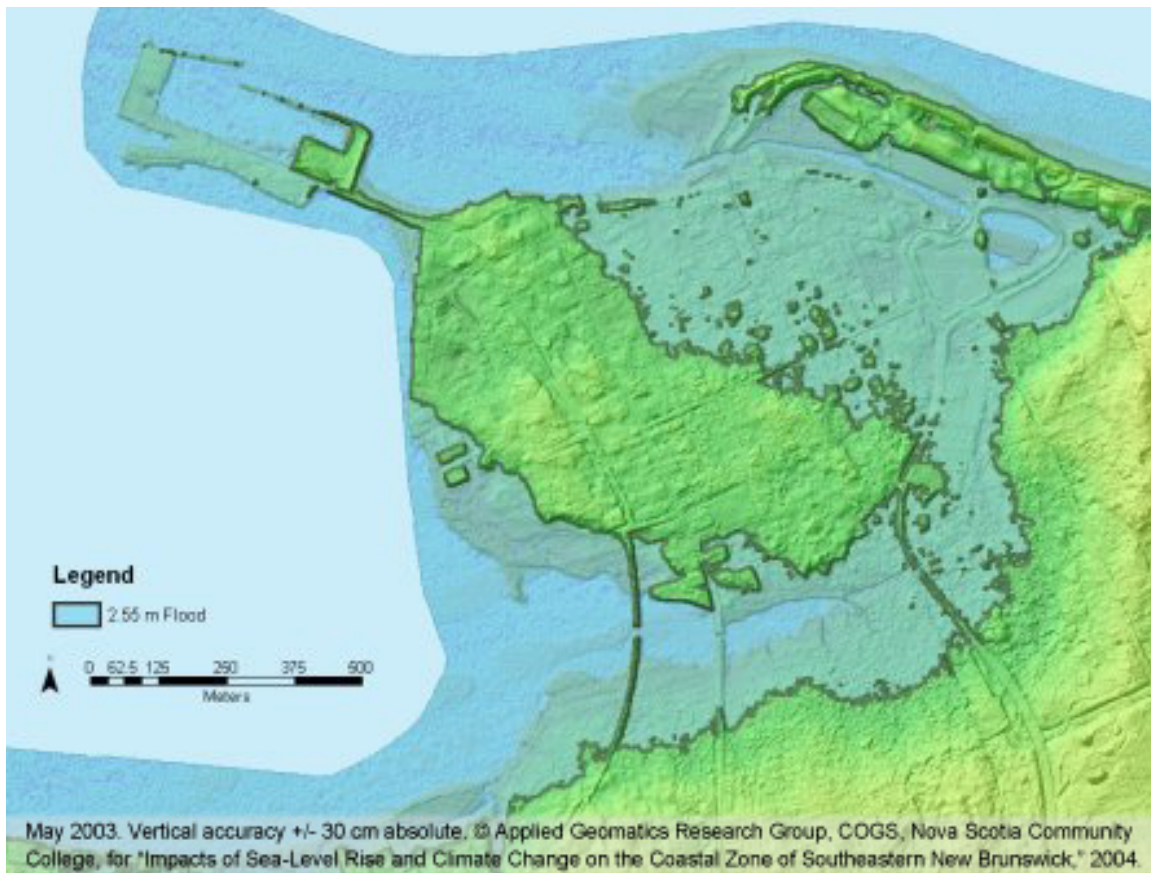 Legend
2.55 m Flood
0 62.5 125 250 375 500
Meters
May 2003. Vertical accuracy +/- 30 cm absolute. © Applied Geomatics Research Group, COGS, Nova Scotia Community
College, for "Impacts of Sea-Level Rise and Climate Change on the Coastal Zone of Southeastern New Brunswick," 2004.